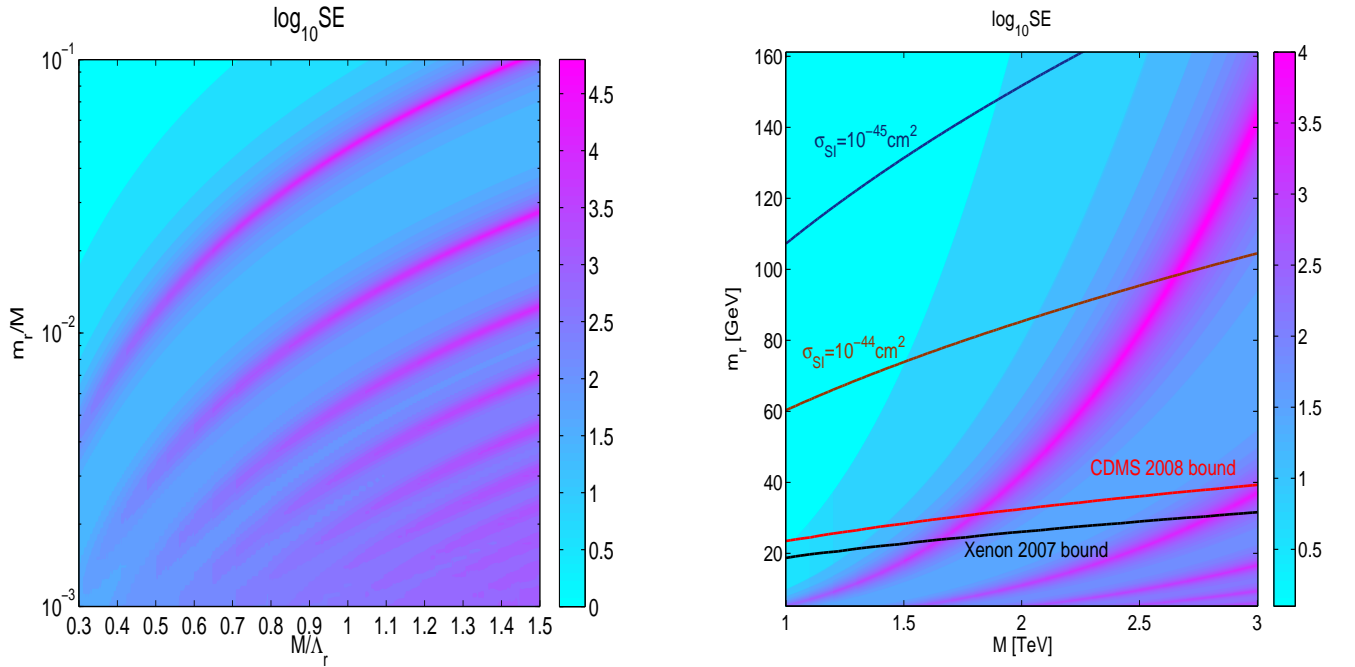 log₁₀SE
10⁻¹
10⁻²
10⁻³
m_r/M
0.3 0.4 0.5 0.6 0.7 0.8 0.9 1 1.1 1.2 1.3 1.4 1.5
M/Λ_r
4.5
4
3.5
3
2.5
2
1.5
1
0.5
0
log₁₀SE
160
140
120
100
80
60
40
20
m_r [GeV]
σ_SI=10⁻⁴⁵cm²
σ_SI=10⁻⁴⁴cm²
CDMS 2008 bound
Xenon 2007 bound
1 1.5 2 2.5 3
M [TeV]
4
3.5
3
2.5
2
1.5
1
0.5